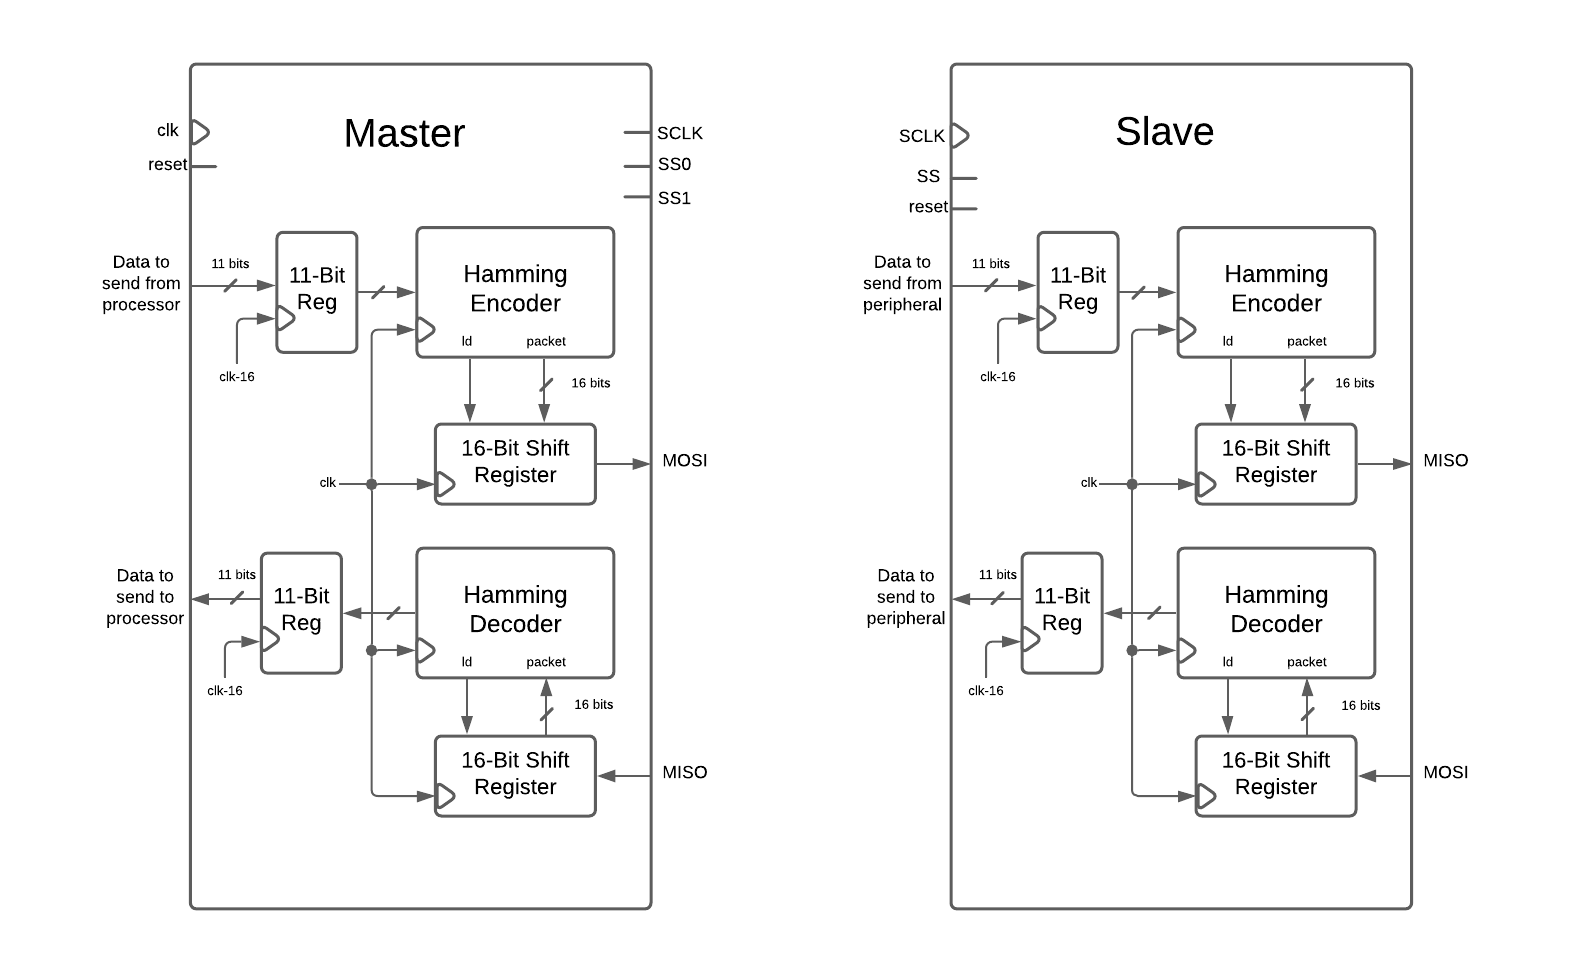 Master
clk
reset
SCLK
SS0
SS1
Data to
send from
processor
11 bits
11-Bit
Reg
clk-16
Hamming
Encoder
ld
packet
16 bits
16-Bit Shift
Register
MOSI
clk
Data to
send to
processor
11 bits
11-Bit
Reg
clk-16
Hamming
Decoder
ld
packet
16 bits
16-Bit Shift
Register
MISO
Slave
SCLK
SS
reset
Data to
send from
peripheral
11 bits
11-Bit
Reg
clk-16
Hamming
Encoder
ld
packet
16 bits
16-Bit Shift
Register
MISO
clk
Data to
send to
peripheral
11 bits
11-Bit
Reg
clk-16
Hamming
Decoder
ld
packet
16 bits
16-Bit Shift
Register
MOSI